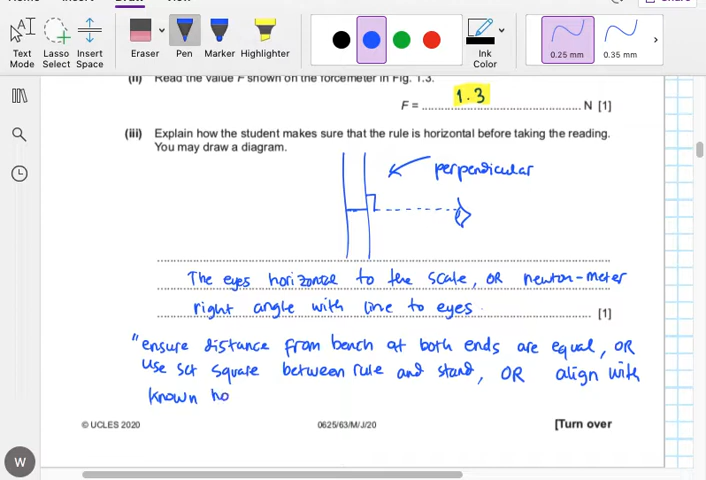 Text Mode
Lasso Select
Insert Space
Eraser
Pen
Marker
Highlighter
Ink Color
0.25 mm
0.35 mm
(ii) Read the value F shown on the forcemeter in Fig. 1.3.
F = 1.3 N [1]
(iii) Explain how the student makes sure that the rule is horizontal before taking the reading.
You may draw a diagram.
perpendicular
The eyes horizontal to the scale, OR newton-meter
right angle with line to eyes. [1]
"ensure distance from bench at both ends are equal, OR
use set square between rule and stand, OR align with
known ho
© UCLES 2020
0625/63/M/J/20
[Turn over
W